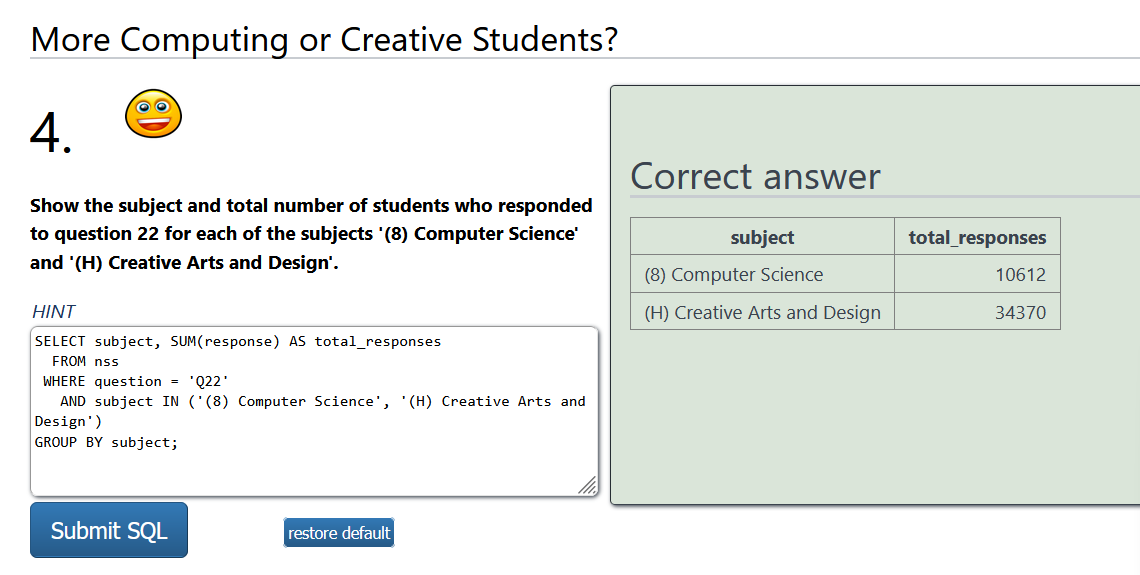 More Computing or Creative Students?
4.
Show the subject and total number of students who responded
to question 22 for each of the subjects '(8) Computer Science'
and '(H) Creative Arts and Design'.
HINT
SELECT subject, SUM(response) AS total_responses
  FROM nss
 WHERE question = 'Q22'
   AND subject IN ('(8) Computer Science', '(H) Creative Arts and
Design')
GROUP BY subject;
Submit SQL
restore default
Correct answer
subject total_responses
(8) Computer Science 10612
(H) Creative Arts and Design 34370